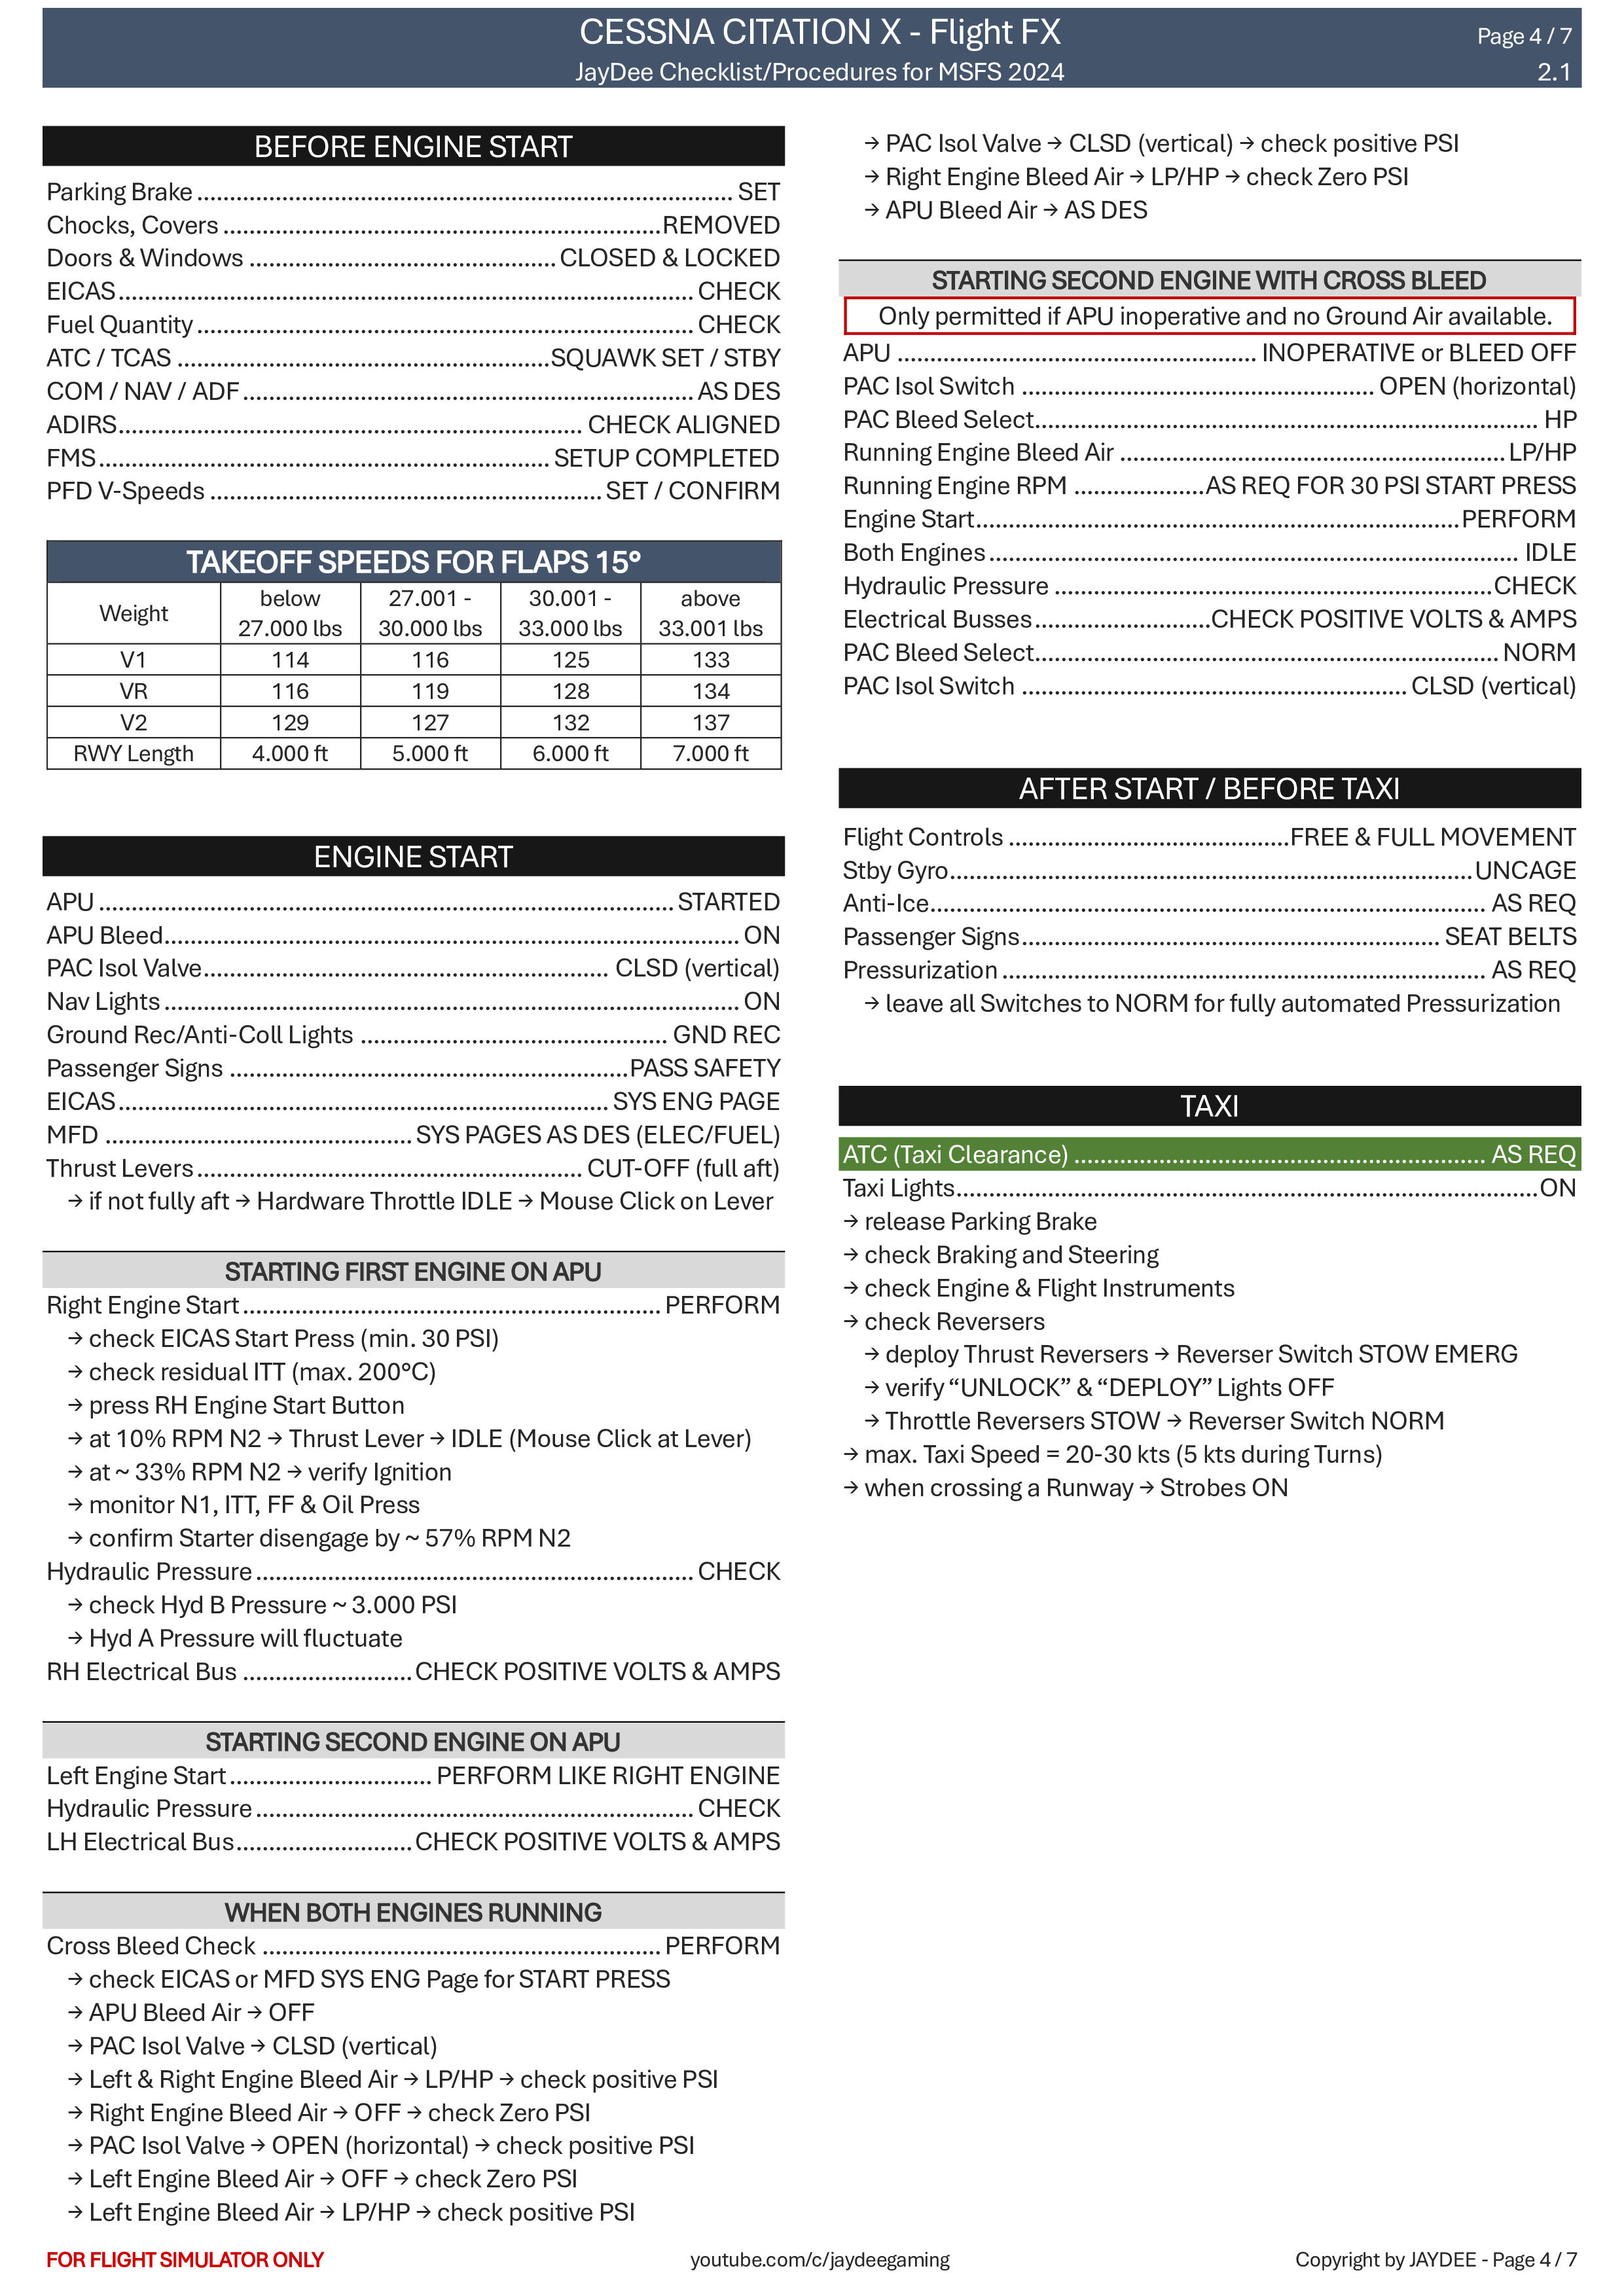 CESSNA CITATION X - Flight FX
Page 4 / 7
JayDee Checklist/Procedures for MSFS 2024
2.1
BEFORE ENGINE START
Parking Brake ................ SET
Chocks, Covers ................ REMOVED
Doors & Windows ................ CLOSED & LOCKED
EICAS ................ CHECK
Fuel Quantity ................ CHECK
ATC / TCAS ................ SQUAWK SET / STBY
COM / NAV / ADF ................ AS DES
ADIRS ................ CHECK ALIGNED
FMS ................ SETUP COMPLETED
PFD V-Speeds ................ SET / CONFIRM
TAKEOFF SPEEDS FOR FLAPS 15°
Weight | below 27.000 lbs | 27.001 - 30.000 lbs | 30.001 - 33.000 lbs | above 33.001 lbs
V1 | 114 | 116 | 125 | 133
VR | 116 | 119 | 128 | 134
V2 | 129 | 127 | 132 | 137
RWY Length | 4.000 ft | 5.000 ft | 6.000 ft | 7.000 ft
ENGINE START
APU ................ STARTED
APU Bleed ................ ON
PAC Isol Valve ................ CLSD (vertical)
Nav Lights ................ ON
Ground Rec/Anti-Coll Lights ................ GND REC
Passenger Signs ................ PASS SAFETY
EICAS ................ SYS ENG PAGE
MFD ................ SYS PAGES AS DES (ELEC/FUEL)
Thrust Levers ................ CUT-OFF (full aft)
→ if not fully aft → Hardware Throttle IDLE → Mouse Click on Lever
STARTING FIRST ENGINE ON APU
Right Engine Start ................ PERFORM
→ check EICAS Start Press (min. 30 PSI)
→ check residual ITT (max. 200°C)
→ press RH Engine Start Button
→ at 10% RPM N2 → Thrust Lever → IDLE (Mouse Click at Lever)
→ at ~ 33% RPM N2 → verify Ignition
→ monitor N1, ITT, FF & Oil Press
→ confirm Starter disengage by ~ 57% RPM N2
Hydraulic Pressure ................ CHECK
→ check Hyd B Pressure ~ 3.000 PSI
→ Hyd A Pressure will fluctuate
RH Electrical Bus ................ CHECK POSITIVE VOLTS & AMPS
STARTING SECOND ENGINE ON APU
Left Engine Start ................ PERFORM LIKE RIGHT ENGINE
Hydraulic Pressure ................ CHECK
LH Electrical Bus ................ CHECK POSITIVE VOLTS & AMPS
WHEN BOTH ENGINES RUNNING
Cross Bleed Check ................ PERFORM
→ check EICAS or MFD SYS ENG Page for START PRESS
→ APU Bleed Air → OFF
→ PAC Isol Valve → CLSD (vertical)
→ Left & Right Engine Bleed Air → LP/HP → check positive PSI
→ Right Engine Bleed Air → OFF → check Zero PSI
→ PAC Isol Valve → OPEN (horizontal) → check positive PSI
→ Left Engine Bleed Air → OFF → check Zero PSI
→ Left Engine Bleed Air → LP/HP → check positive PSI
→ PAC Isol Valve → CLSD (vertical) → check positive PSI
→ Right Engine Bleed Air → LP/HP → check Zero PSI
→ APU Bleed Air → AS DES
STARTING SECOND ENGINE WITH CROSS BLEED
Only permitted if APU inoperative and no Ground Air available.
APU ................ INOPERATIVE or BLEED OFF
PAC Isol Switch ................ OPEN (horizontal)
PAC Bleed Select ................ HP
Running Engine Bleed Air ................ LP/HP
Running Engine RPM ................ AS REQ FOR 30 PSI START PRESS
Engine Start ................ PERFORM
Both Engines ................ IDLE
Hydraulic Pressure ................ CHECK
Electrical Busses ................ CHECK POSITIVE VOLTS & AMPS
PAC Bleed Select ................ NORM
PAC Isol Switch ................ CLSD (vertical)
AFTER START / BEFORE TAXI
Flight Controls ................ FREE & FULL MOVEMENT
Stby Gyro ................ UNCAGE
Anti-Ice ................ AS REQ
Passenger Signs ................ SEAT BELTS
Pressurization ................ AS REQ
→ leave all Switches to NORM for fully automated Pressurization
TAXI
ATC (Taxi Clearance) ................ AS REQ
Taxi Lights ................ ON
→ release Parking Brake
→ check Braking and Steering
→ check Engine & Flight Instruments
→ check Reversers
→ deploy Thrust Reversers → Reverser Switch STOW EMERG
→ verify “UNLOCK” & “DEPLOY” Lights OFF
→ Throttle Reversers STOW → Reverser Switch NORM
→ max. Taxi Speed = 20-30 kts (5 kts during Turns)
→ when crossing a Runway → Strobes ON
FOR FLIGHT SIMULATOR ONLY
youtube.com/c/jaydeegaming
Copyright by JAYDEE - Page 4 / 7